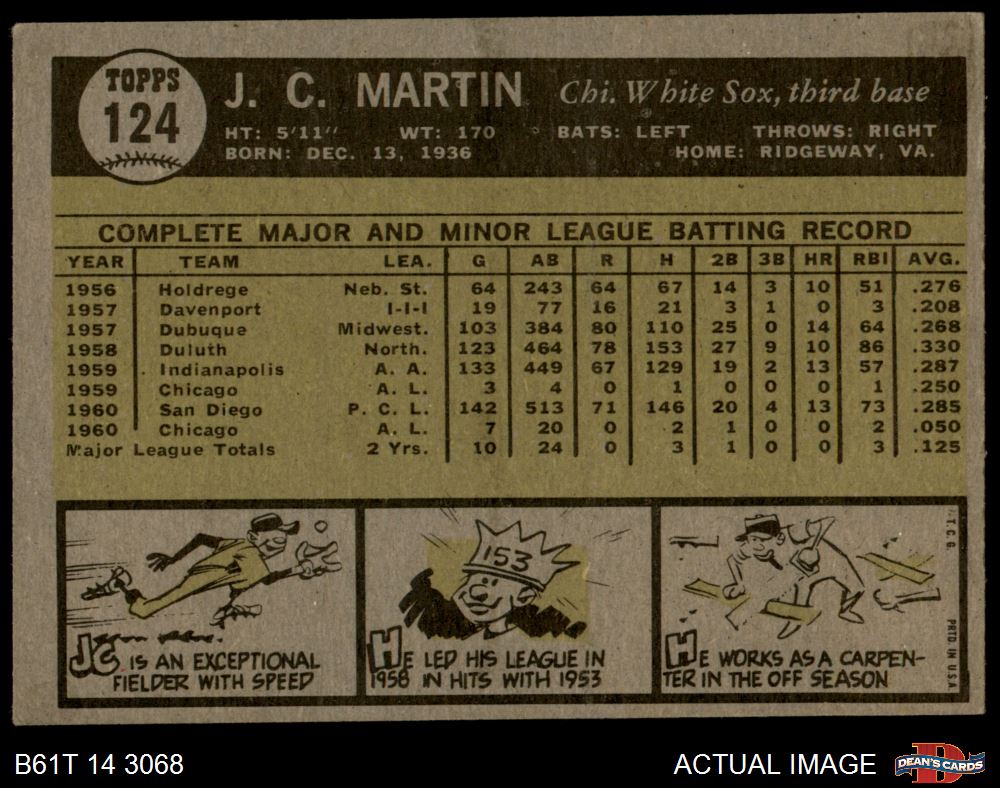 TOPPS
124
J. C. MARTIN Chi. White Sox, third base
HT: 5'11" WT: 170 BATS: LEFT THROWS: RIGHT
BORN: DEC. 13, 1936 HOME: RIDGEWAY, VA.
COMPLETE MAJOR AND MINOR LEAGUE BATTING RECORD
YEAR TEAM LEA. G AB R H 2B 3B HR RBI AVG.
1956 Holdrege Neb. St. 64 243 64 67 14 3 10 51 .276
1957 Davenport I-I-I 19 77 16 21 3 1 0 3 .208
1957 Dubuque Midwest. 103 384 80 110 25 0 14 64 .268
1958 Duluth North. 123 464 78 153 27 9 10 86 .330
1959 Indianapolis A. A. 133 449 67 129 19 2 13 57 .287
1959 Chicago A. L. 3 4 0 1 0 0 0 1 .250
1960 San Diego P. C. L. 142 513 71 146 20 4 13 73 .285
1960 Chicago A. L. 7 20 0 2 1 0 0 2 .050
Major League Totals 2 Yrs. 10 24 0 3 1 0 0 3 .125
JC. IS AN EXCEPTIONAL
FIELDER WITH SPEED
153
HE LED HIS LEAGUE IN
1958 IN HITS WITH 1953
HE WORKS AS A CARPEN-
TER IN THE OFF SEASON
T.C.G. PRTD. IN U.S.A.
B61T 14 3068 ACTUAL IMAGE
D
DEAN'S CARDS